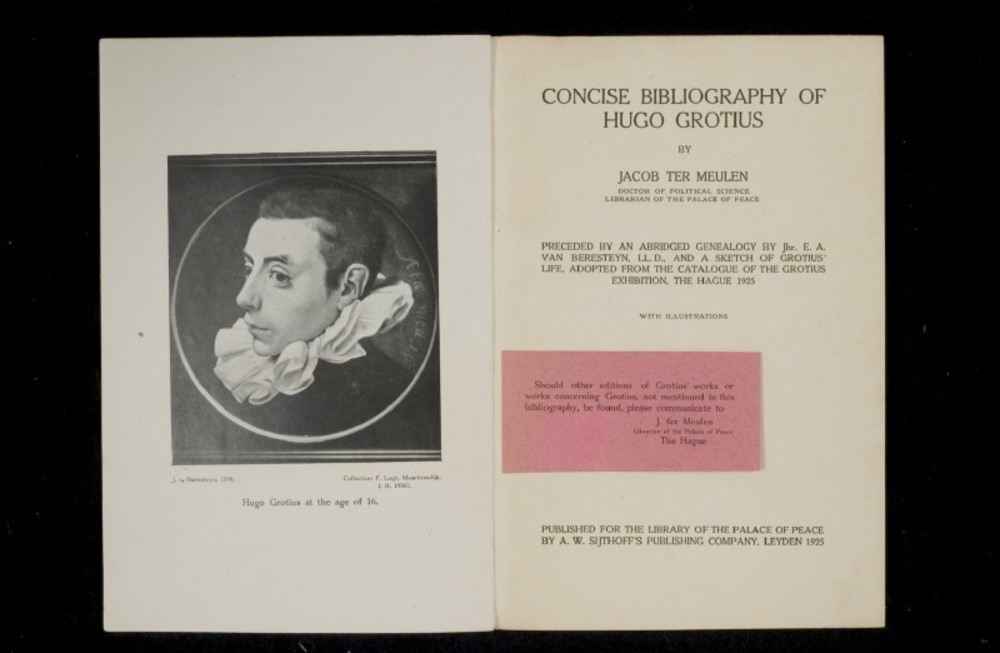 J. v. Ravesteyn, 1599.
Collection F. Lugt, Maartensdijk.
Hugo Grotius at the age of 16.
CONCISE BIBLIOGRAPHY OF
HUGO GROTIUS
BY
JACOB TER MEULEN
DOCTOR OF POLITICAL SCIENCE
LIBRARIAN OF THE PALACE OF PEACE
PRECEDED BY AN ABRIDGED GENEALOGY BY Jhr. E. A.
VAN BERESTEYN, LL. D., AND A SKETCH OF GROTIUS'
LIFE, ADOPTED FROM THE CATALOGUE OF THE GROTIUS
EXHIBITION, THE HAGUE 1925
WITH ILLUSTRATIONS
Should other editions of Grotius' works or
works concerning Grotius, not mentioned in this
bibliography, be found, please communicate to
J. ter Meulen
Librarian of the Palace of Peace
The Hague
PUBLISHED FOR THE LIBRARY OF THE PALACE OF PEACE
BY A. W. SIJTHOFF'S PUBLISHING COMPANY, LEYDEN 1925